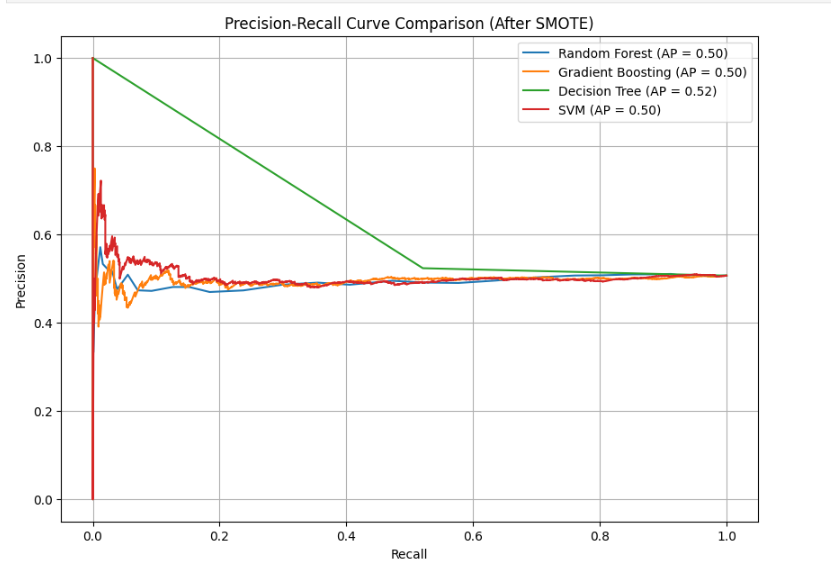 Precision-Recall Curve Comparison (After SMOTE)
Random Forest (AP = 0.50)
Gradient Boosting (AP = 0.50)
Decision Tree (AP = 0.52)
SVM (AP = 0.50)
1.0
0.8
0.6
0.4
0.2
0.0
Precision
0.0 0.2 0.4 0.6 0.8 1.0
Recall